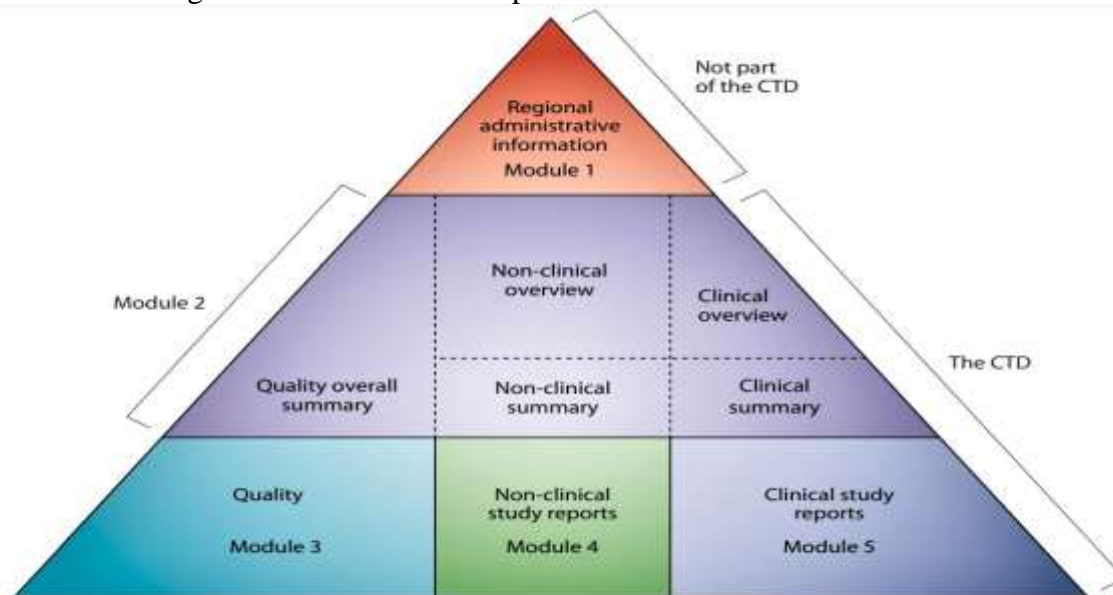 Not part
of the CTD
Regional
administrative
information
Module 1
Module 2
Non-clinical
overview
Clinical
overview
The CTD
Quality overall
summary
Non-clinical
summary
Clinical
summary
Quality
Module 3
Non-clinical
study reports
Module 4
Clinical study
reports
Module 5